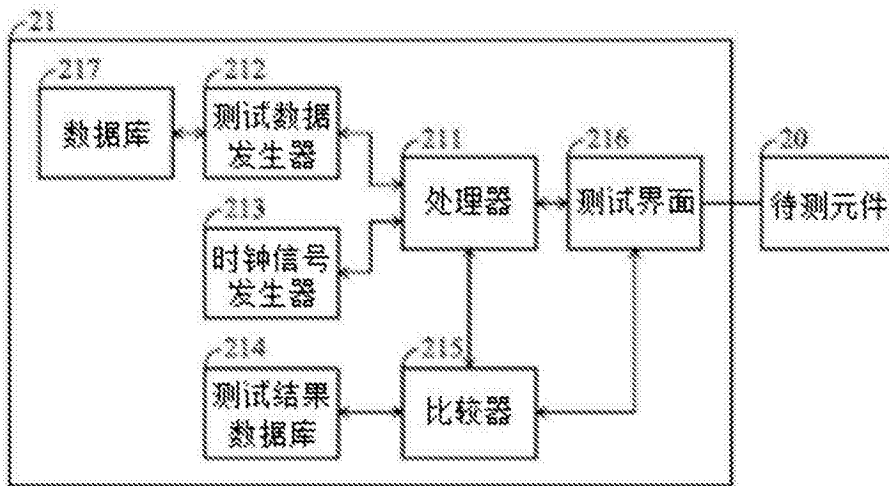 21
217
数据库
212
测试数据
发生器
211
处理器
216
测试界面
20
待测元件
213
时钟信号
发生器
214
测试结果
数据库
215
比较器